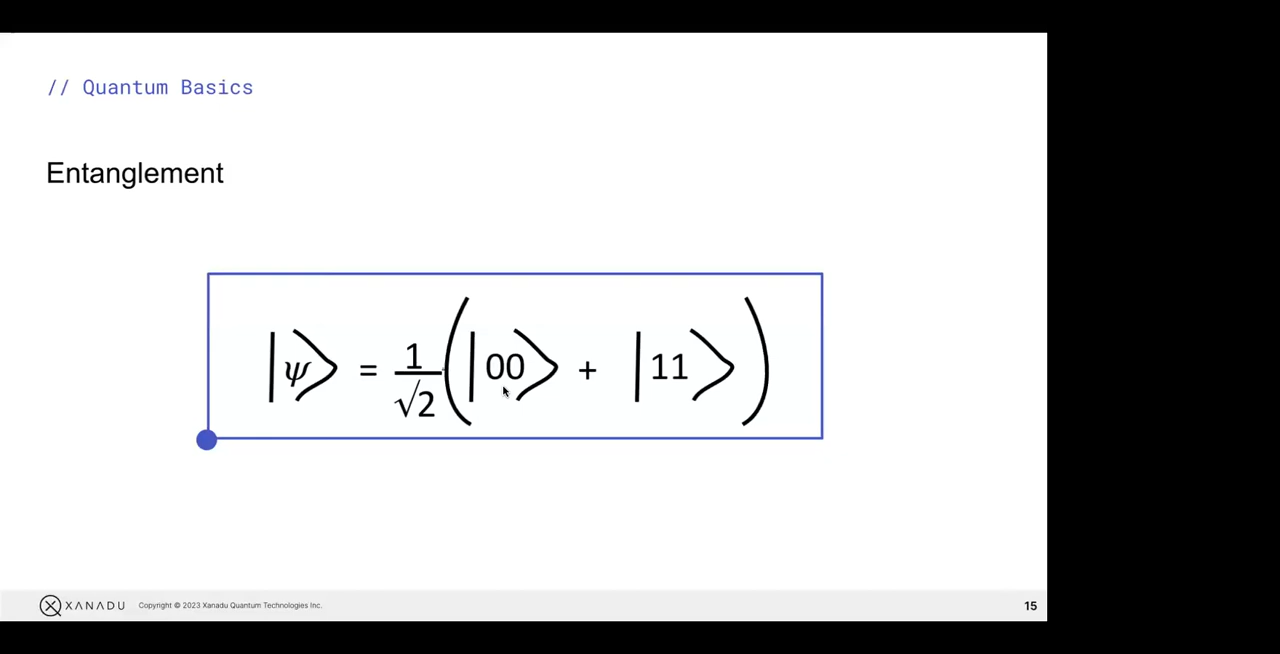 // Quantum Basics
Entanglement
|ψ⟩ = 1/√2 (|00⟩ + |11⟩)
XANADU Copyright © 2023 Xanadu Quantum Technologies Inc. 15